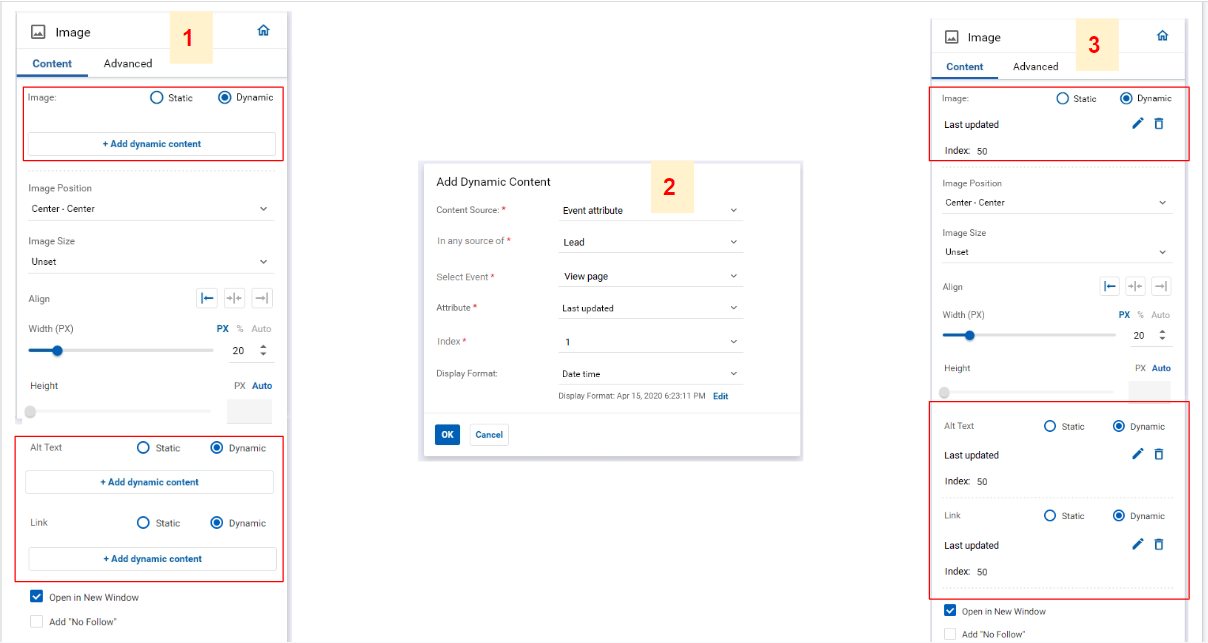 Image
1
Content
Advanced
Image:
Static
Dynamic
+ Add dynamic content
Image Position
Center - Center
Image Size
Unset
Align
Width (PX)
PX % Auto
20
Height
PX Auto
Alt Text
Static
Dynamic
+ Add dynamic content
Link
Static
Dynamic
+ Add dynamic content
Open in New Window
Add "No Follow"
Add Dynamic Content
2
Content Source: *
Event attribute
In any source of *
Lead
Select Event *
View page
Attribute *
Last updated
Index *
1
Display Format:
Date time
Display Format: Apr 15, 2020 6:23:11 PM Edit
OK
Cancel
Image
3
Content
Advanced
Image:
Static
Dynamic
Last updated
Index: 50
Image Position
Center - Center
Image Size
Unset
Align
Width (PX)
PX % Auto
20
Height
PX Auto
Alt Text
Static
Dynamic
Last updated
Index: 50
Link
Static
Dynamic
Last updated
Index: 50
Open in New Window
Add "No Follow"